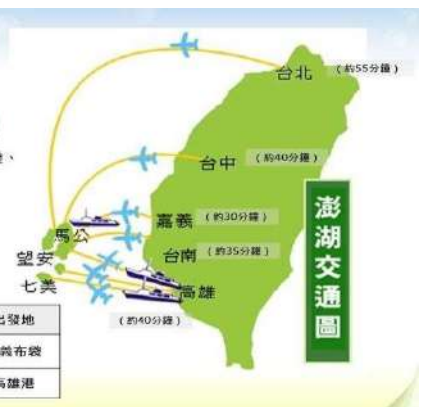 台北 (約55分鐘)
台中 (約40分鐘)
嘉義 (約30分鐘)
馬公
台南 (約35分鐘)
望安
七美
高雄
(約40分鐘)
澎湖交通圖
出發地
義布袋
高雄港